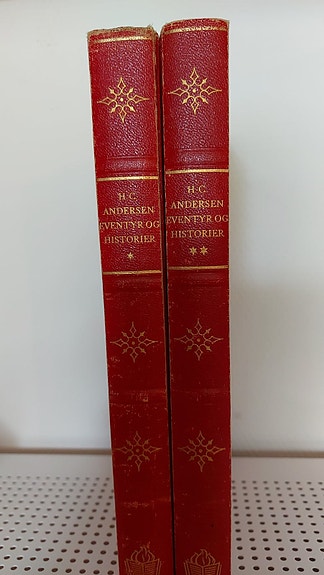 H·C·
ANDERSEN
EVENTYR OG
HISTORIER
*
H·C·
ANDERSEN
EVENTYR OG
HISTORIER
**